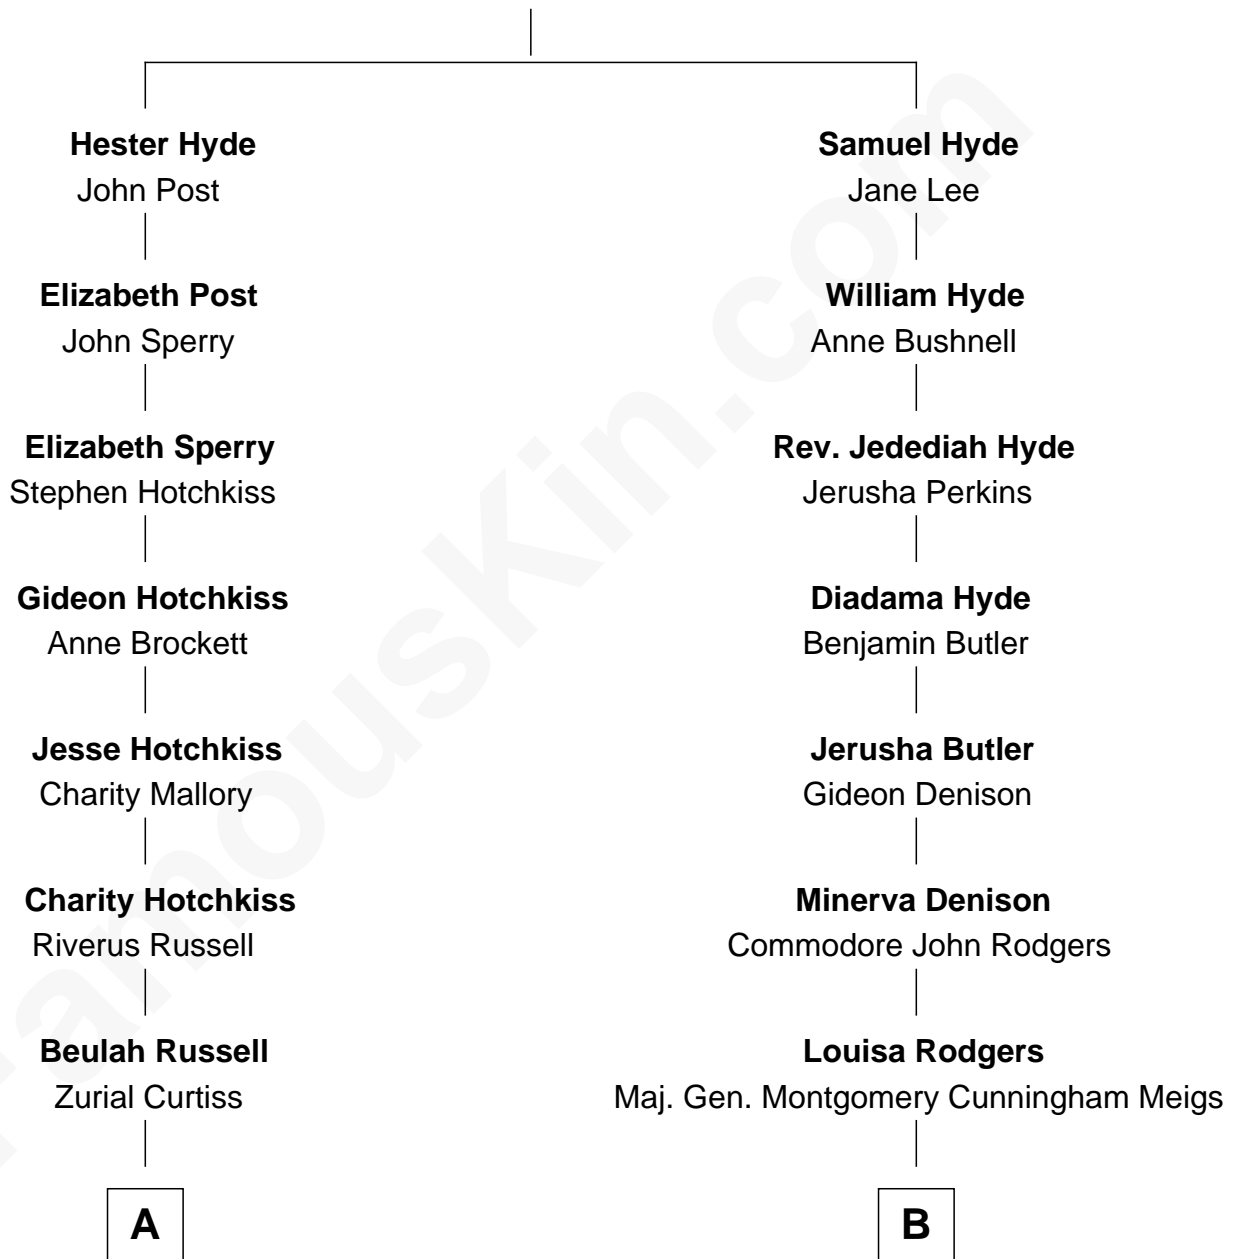 Hester Hyde
John Post
Elizabeth Post
John Sperry
Elizabeth Sperry
Stephen Hotchkiss
Gideon Hotchkiss
Anne Brockett
Jesse Hotchkiss
Charity Mallory
Charity Hotchkiss
Riverus Russell
Beulah Russell
Zurial Curtiss
A
Samuel Hyde
Jane Lee
William Hyde
Anne Bushnell
Rev. Jedediah Hyde
Jerusha Perkins
Diadama Hyde
Benjamin Butler
Jerusha Butler
Gideon Denison
Minerva Denison
Commodore John Rodgers
Louisa Rodgers
Maj. Gen. Montgomery Cunningham Meigs
B
FamousKin.com